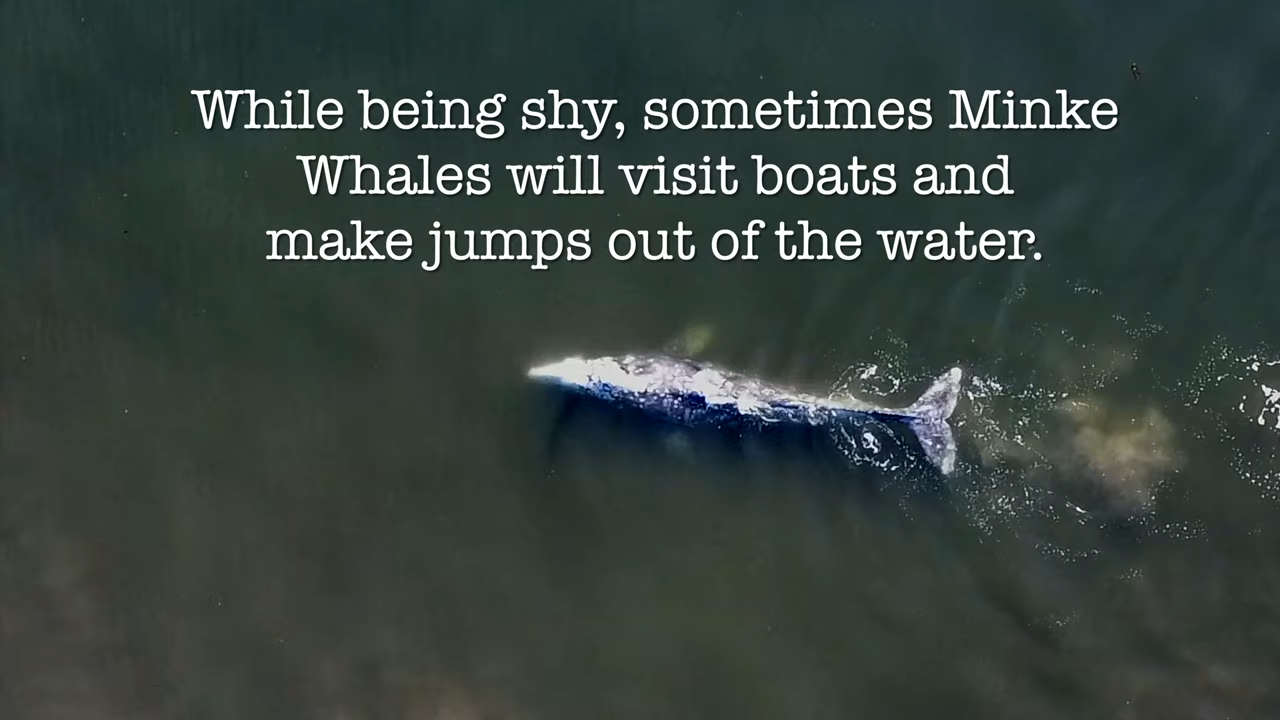 While being shy, sometimes Minke
Whales will visit boats and
make jumps out of the water.